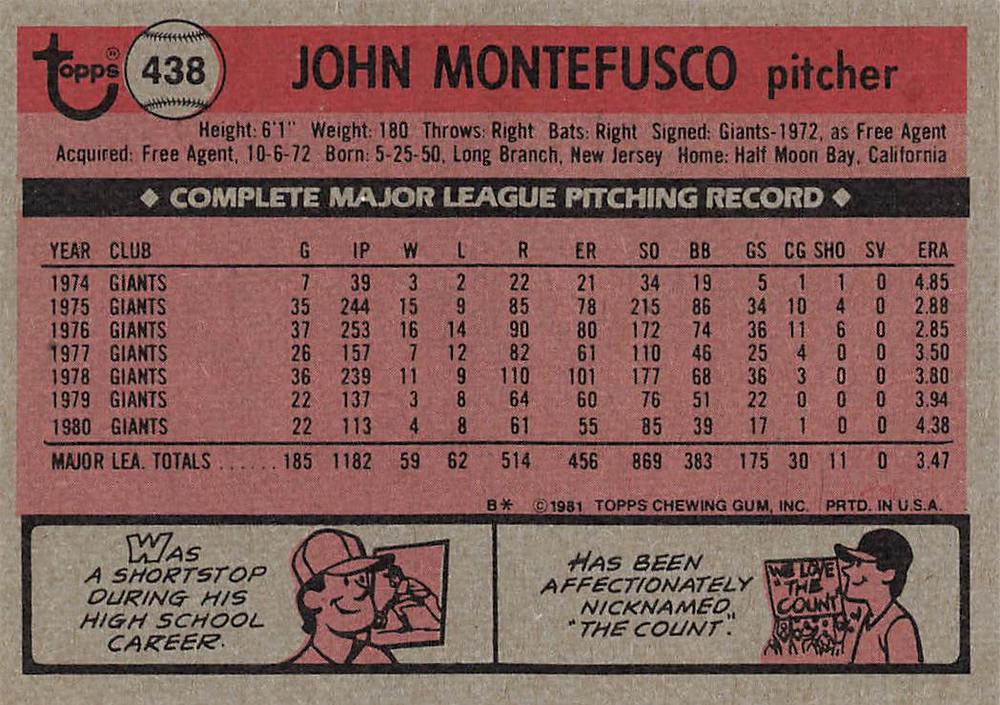 Topps® 438 JOHN MONTEFUSCO pitcher
Height: 6'1" Weight: 180 Throws: Right Bats: Right Signed: Giants-1972, as Free Agent
Acquired: Free Agent, 10-6-72 Born: 5-25-50, Long Branch, New Jersey Home: Half Moon Bay, California
◆ COMPLETE MAJOR LEAGUE PITCHING RECORD ◆
YEAR CLUB G IP W L R ER SO BB GS CG SHO SV ERA
1974 GIANTS 7 39 3 2 22 21 34 19 5 1 1 0 4.85
1975 GIANTS 35 244 15 9 85 78 215 86 34 10 4 0 2.88
1976 GIANTS 37 253 16 14 90 80 172 74 36 11 6 0 2.85
1977 GIANTS 26 157 7 12 82 61 110 46 25 4 0 0 3.50
1978 GIANTS 36 239 11 9 110 101 177 68 36 3 0 0 3.80
1979 GIANTS 22 137 3 8 64 60 76 51 22 0 0 0 3.94
1980 GIANTS 22 113 4 8 61 55 85 39 17 1 0 0 4.38
MAJOR LEA. TOTALS ...... 185 1182 59 62 514 456 869 383 175 30 11 0 3.47
B* ©1981 TOPPS CHEWING GUM, INC. PRTD. IN U.S.A.
WAS
A SHORTSTOP
DURING HIS
HIGH SCHOOL
CAREER.
HAS BEEN
AFFECTIONATELY
NICKNAMED,
"THE COUNT".
WE LOVE
"THE
COUNT